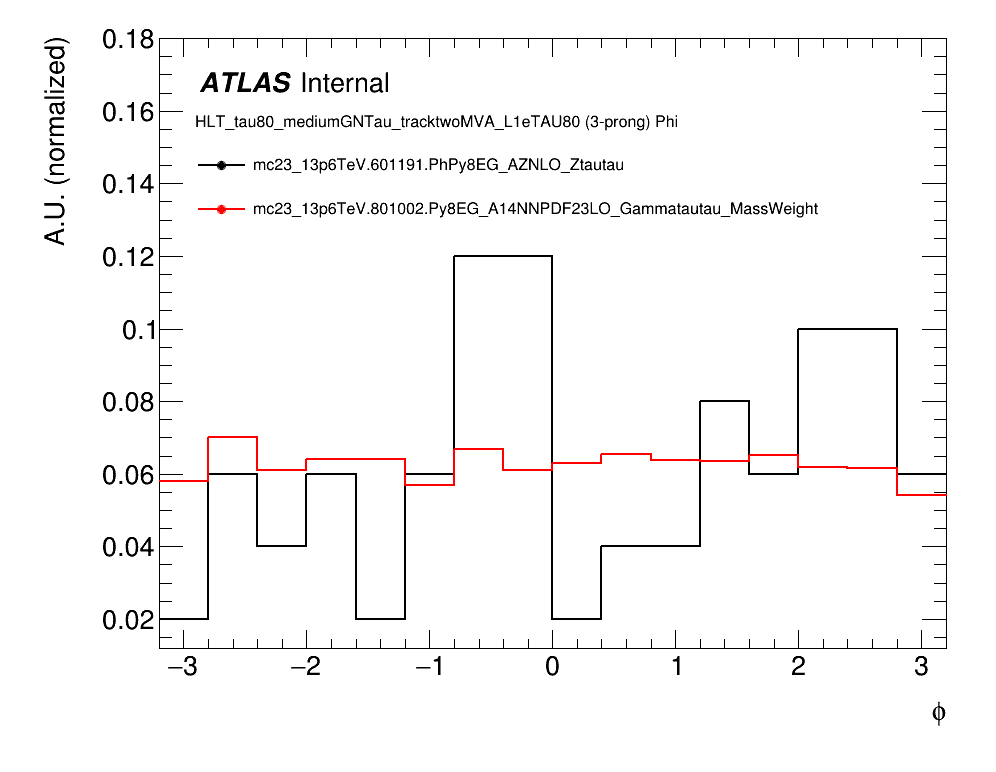 A.U. (normalized)
0.18
0.16
0.14
0.12
0.1
0.08
0.06
0.04
0.02
ATLAS Internal
HLT_tau80_mediumGNTau_tracktwoMVA_L1eTAU80 (3-prong) Phi
mc23_13p6TeV.601191.PhPy8EG_AZNLO_Ztautau
mc23_13p6TeV.801002.Py8EG_A14NNPDF23LO_Gammatautau_MassWeight
−3 −2 −1 0 1 2 3
ϕ